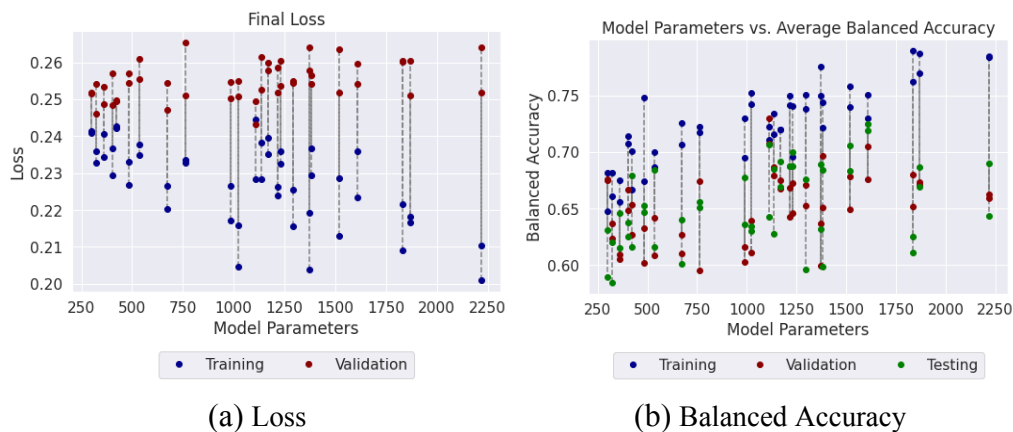 Final Loss
0.26
0.25
0.24
0.23
0.22
0.21
0.20
Loss
250 500 750 1000 1250 1500 1750 2000 2250
Model Parameters
Training Validation
(a) Loss
Model Parameters vs. Average Balanced Accuracy
0.75
0.70
0.65
0.60
Balanced Accuracy
250 500 750 1000 1250 1500 1750 2000 2250
Model Parameters
Training Validation Testing
(b) Balanced Accuracy